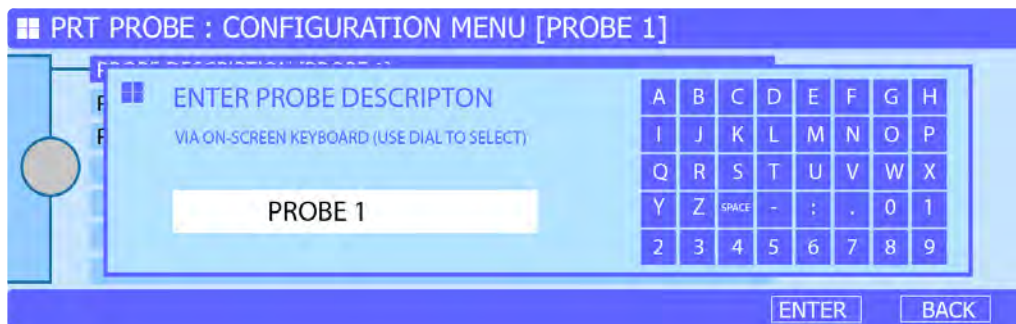 PRT PROBE : CONFIGURATION MENU [PROBE 1]
ENTER PROBE DESCRIPTON
VIA ON-SCREEN KEYBOARD (USE DIAL TO SELECT)
PROBE 1
A B C D E F G H
I J K L M N O P
Q R S T U V W X
Y Z SPACE - : . 0 1
2 3 4 5 6 7 8 9
ENTER BACK